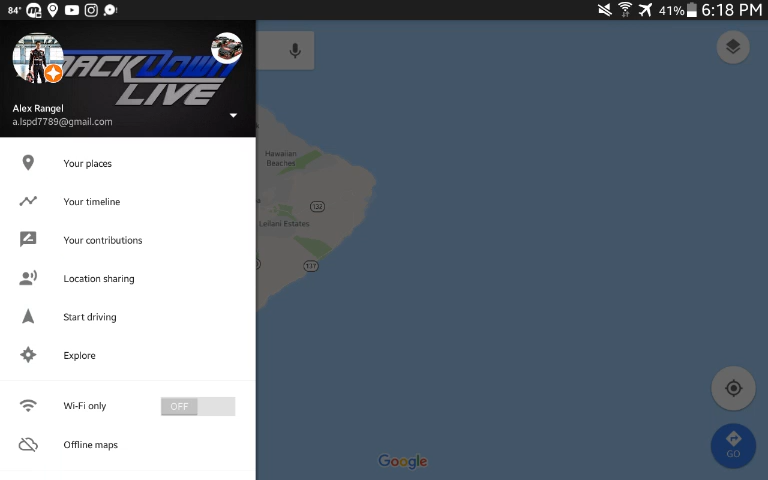 84°
41%
6:18 PM
ACKDOWN
LIVE
Alex Rangel
a.lspd7789@gmail.com
Your places
Your timeline
Your contributions
Location sharing
Start driving
Explore
Wi-Fi only
OFF
Offline maps
Hawaiian
Beaches
132
Leilani Estates
137
Google
GO